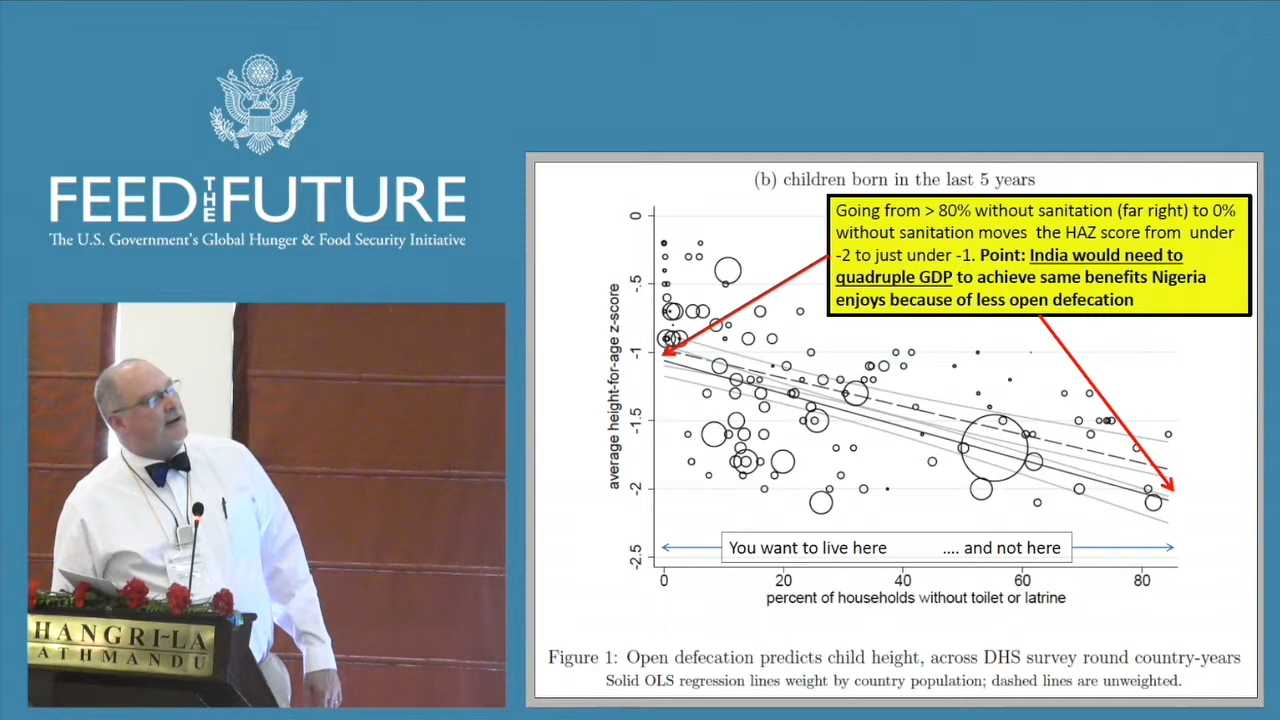 FEED THE FUTURE
The U.S. Government's Global Hunger & Food Security Initiative
HANGRI-LA
ATHMANDU
(b) children born in the last 5 years
Going from > 80% without sanitation (far right) to 0%
without sanitation moves the HAZ score from under
-2 to just under -1. Point: India would need to
quadruple GDP to achieve same benefits Nigeria
enjoys because of less open defecation
average height-for-age z-score
0
-.5
-1
-1.5
-2
-2.5
You want to live here .... and not here
0 20 40 60 80
percent of households without toilet or latrine
Figure 1: Open defecation predicts child height, across DHS survey round country-years
Solid OLS regression lines weight by country population; dashed lines are unweighted.